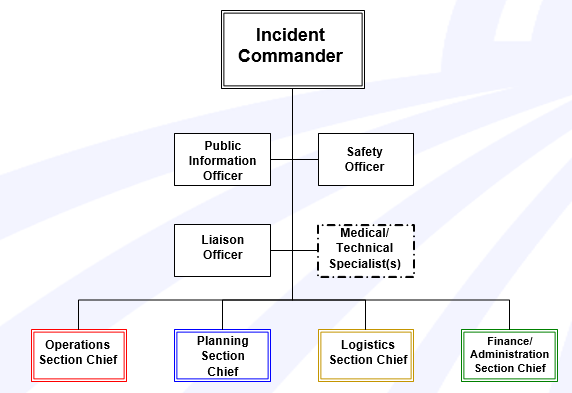 Incident
Commander
Public
Information
Officer
Safety
Officer
Liaison
Officer
Medical/
Technical
Specialist(s)
Operations
Section Chief
Planning
Section
Chief
Logistics
Section Chief
Finance/
Administration
Section Chief